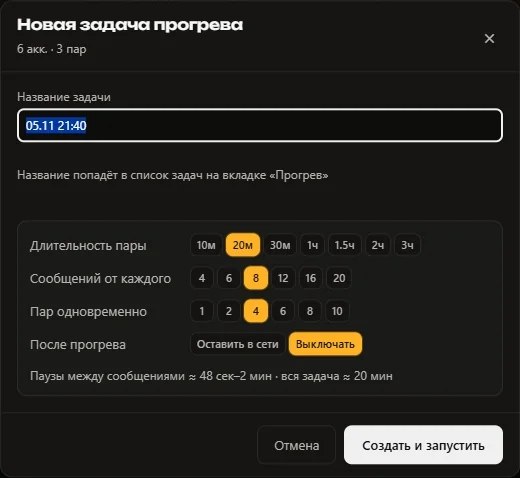 Новая задача прогрева
6 акк. · 3 пар
Название задачи
05.11 21:40
Название попадёт в список задач на вкладке «Прогрев»
Длительность пары 10м 20м 30м 1ч 1.5ч 2ч 3ч
Сообщений от каждого 4 6 8 12 16 20
Пар одновременно 1 2 4 6 8 10
После прогрева Оставить в сети Выключать
Паузы между сообщениями ≈ 48 сек–2 мин · вся задача ≈ 20 мин
Отмена Создать и запустить